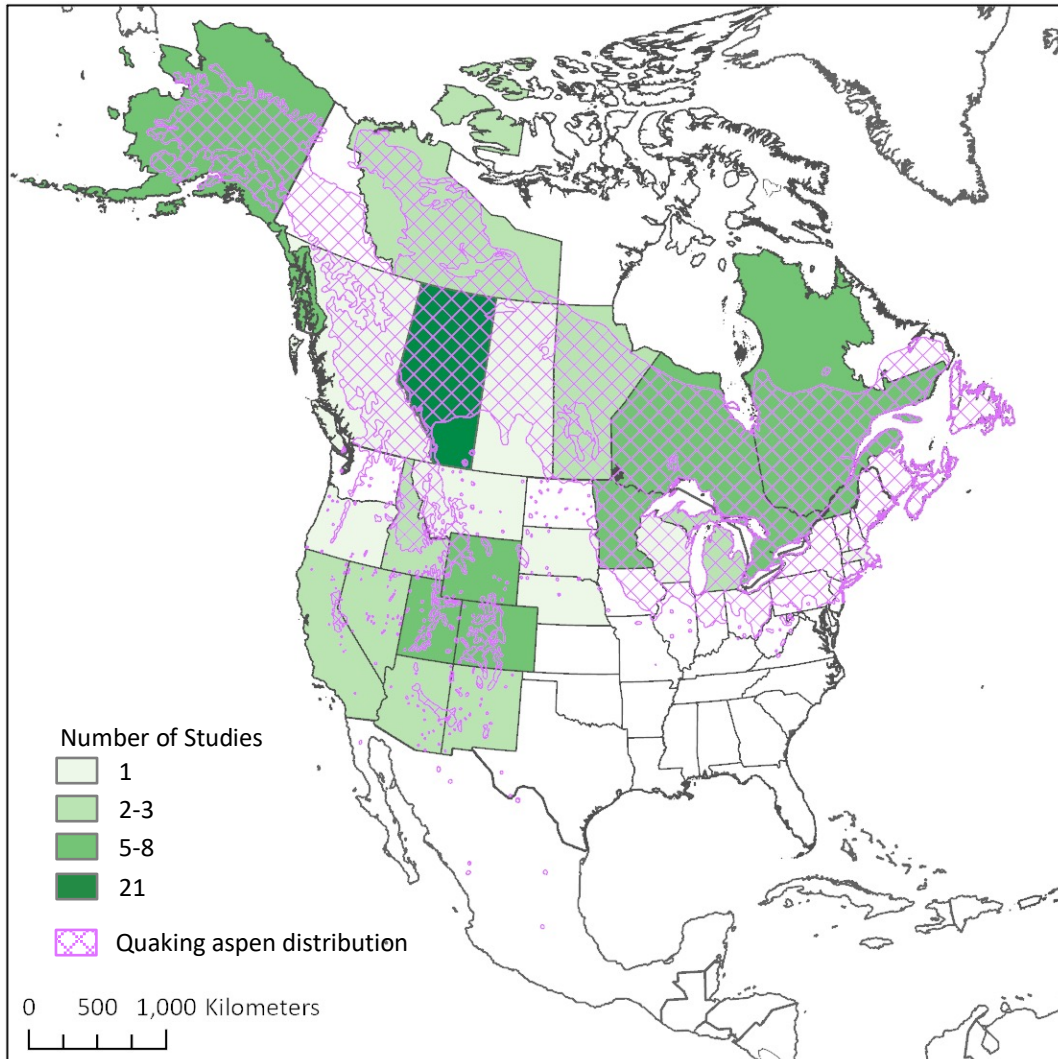 Number of Studies
1
2-3
5-8
21
Quaking aspen distribution
0 500 1,000 Kilometers